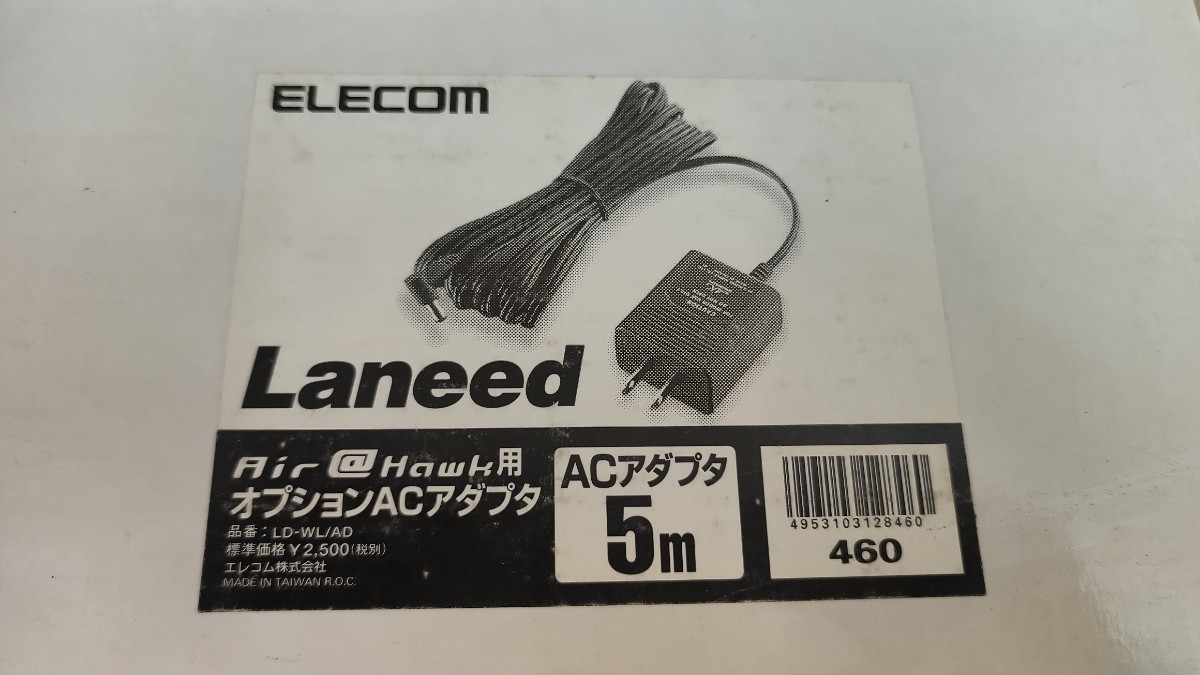 ELECOM
Laneed
Air @Hawk用
オプションACアダプタ
品番：LD-WL/AD
標準価格￥2,500(税別)
エレコム株式会社
MADE IN TAIWAN R.O.C.
ACアダプタ
5m
4953103128460
460